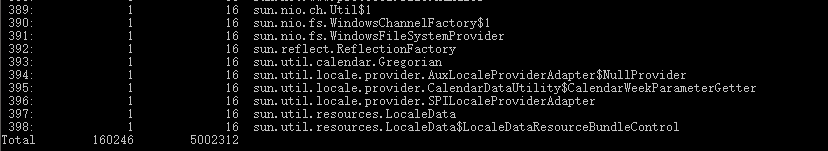 389:             1             16  sun.nio.ch.Util$1
390:             1             16  sun.nio.fs.WindowsChannelFactory$1
391:             1             16  sun.nio.fs.WindowsFileSystemProvider
392:             1             16  sun.reflect.ReflectionFactory
393:             1             16  sun.util.calendar.Gregorian
394:             1             16  sun.util.locale.provider.AuxLocaleProviderAdapter$NullProvider
395:             1             16  sun.util.locale.provider.CalendarDataUtility$CalendarWeekParameterGetter
396:             1             16  sun.util.locale.provider.SPILocaleProviderAdapter
397:             1             16  sun.util.resources.LocaleData
398:             1             16  sun.util.resources.LocaleData$LocaleDataResourceBundleControl
Total        160246        5002312